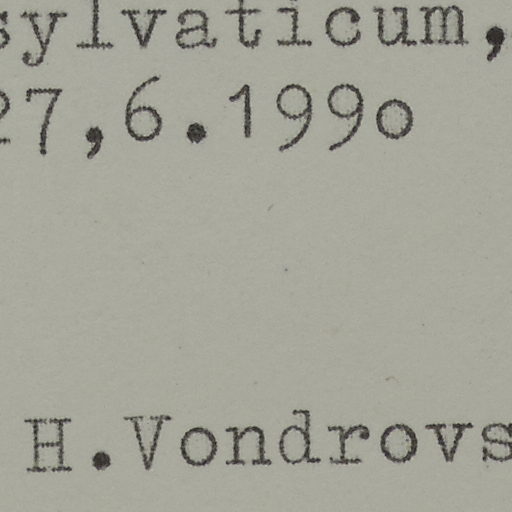 sylvaticum,
27,6.199o
H.Vondrovs